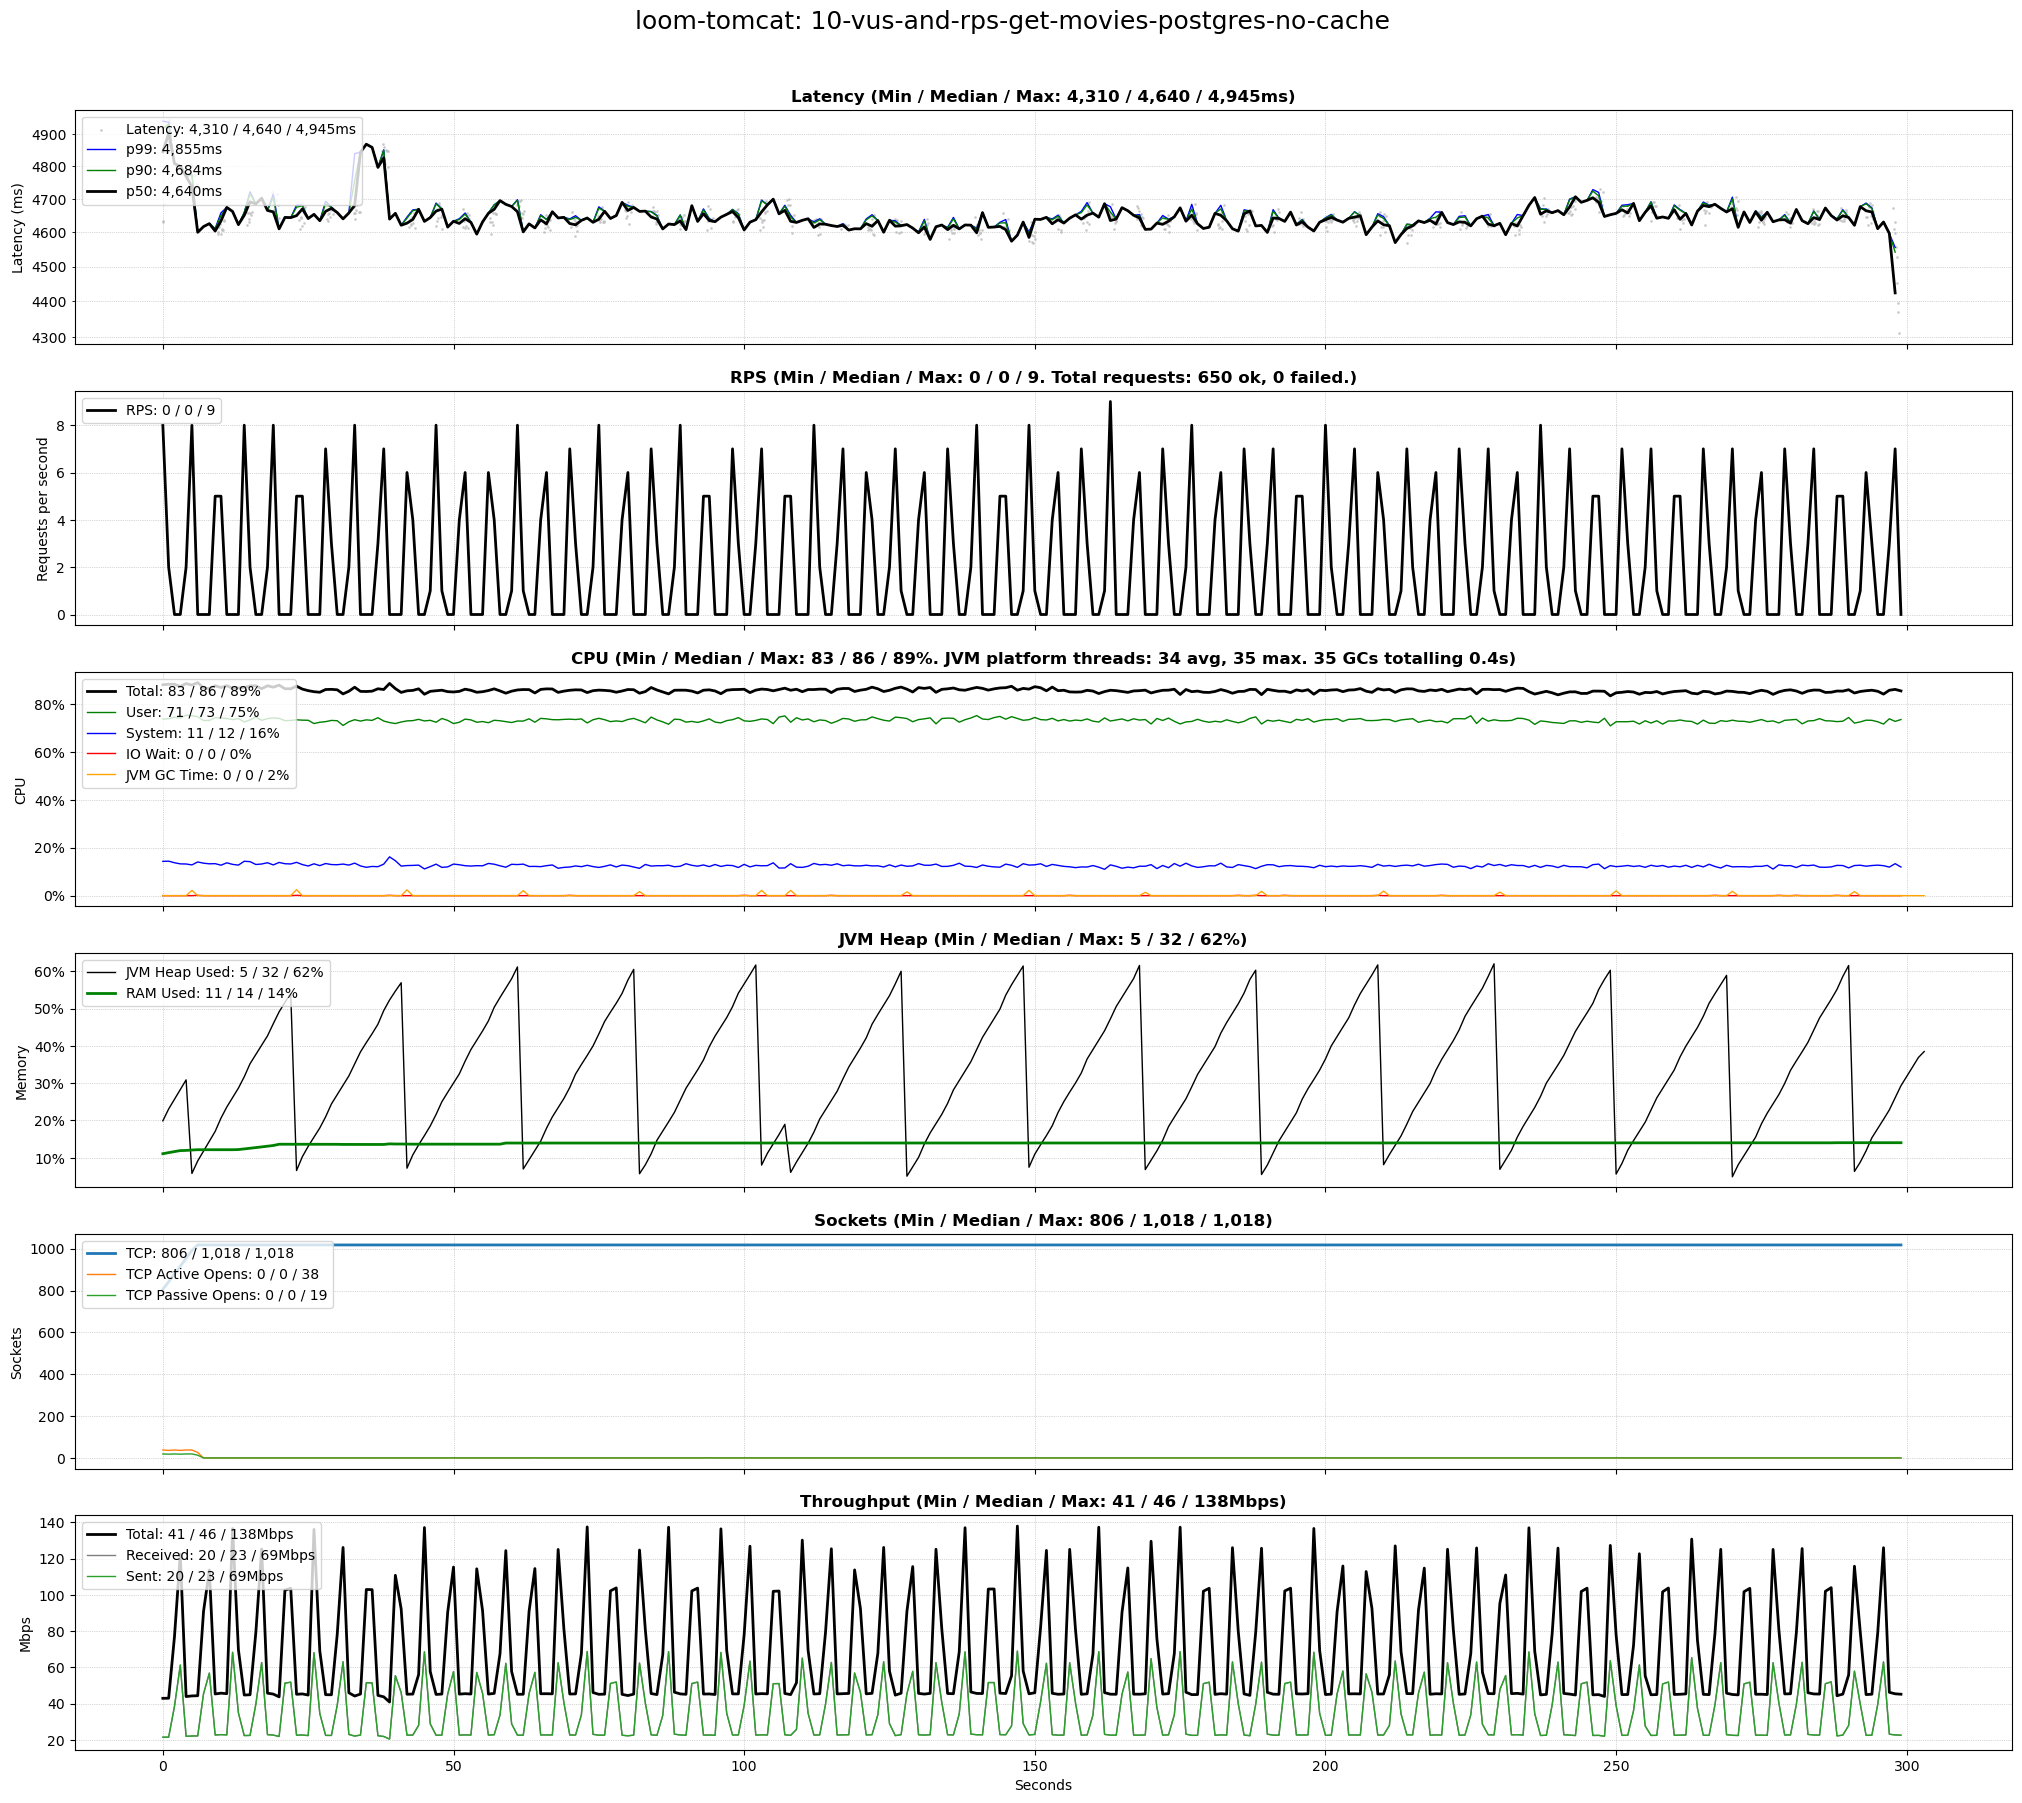 loom-tomcat: 10-vus-and-rps-get-movies-postgres-no-cache
Latency (Min / Median / Max: 4,310 / 4,640 / 4,945ms)
Latency: 4,310 / 4,640 / 4,945ms
p99: 4,855ms
p90: 4,684ms
p50: 4,640ms
Latency (ms)
4900
4800
4700
4600
4500
4400
4300
RPS (Min / Median / Max: 0 / 0 / 9. Total requests: 650 ok, 0 failed.)
RPS: 0 / 0 / 9
Requests per second
8
6
4
2
0
CPU (Min / Median / Max: 83 / 86 / 89%. JVM platform threads: 34 avg, 35 max. 35 GCs totalling 0.4s)
Total: 83 / 86 / 89%
User: 71 / 73 / 75%
System: 11 / 12 / 16%
IO Wait: 0 / 0 / 0%
JVM GC Time: 0 / 0 / 2%
CPU
80%
60%
40%
20%
0%
JVM Heap (Min / Median / Max: 5 / 32 / 62%)
JVM Heap Used: 5 / 32 / 62%
RAM Used: 11 / 14 / 14%
Memory
60%
50%
40%
30%
20%
10%
Sockets (Min / Median / Max: 806 / 1,018 / 1,018)
TCP: 806 / 1,018 / 1,018
TCP Active Opens: 0 / 0 / 38
TCP Passive Opens: 0 / 0 / 19
Sockets
1000
800
600
400
200
0
Throughput (Min / Median / Max: 41 / 46 / 138Mbps)
Total: 41 / 46 / 138Mbps
Received: 20 / 23 / 69Mbps
Sent: 20 / 23 / 69Mbps
Mbps
140
120
100
80
60
40
20
0 50 100 150 200 250 300
Seconds